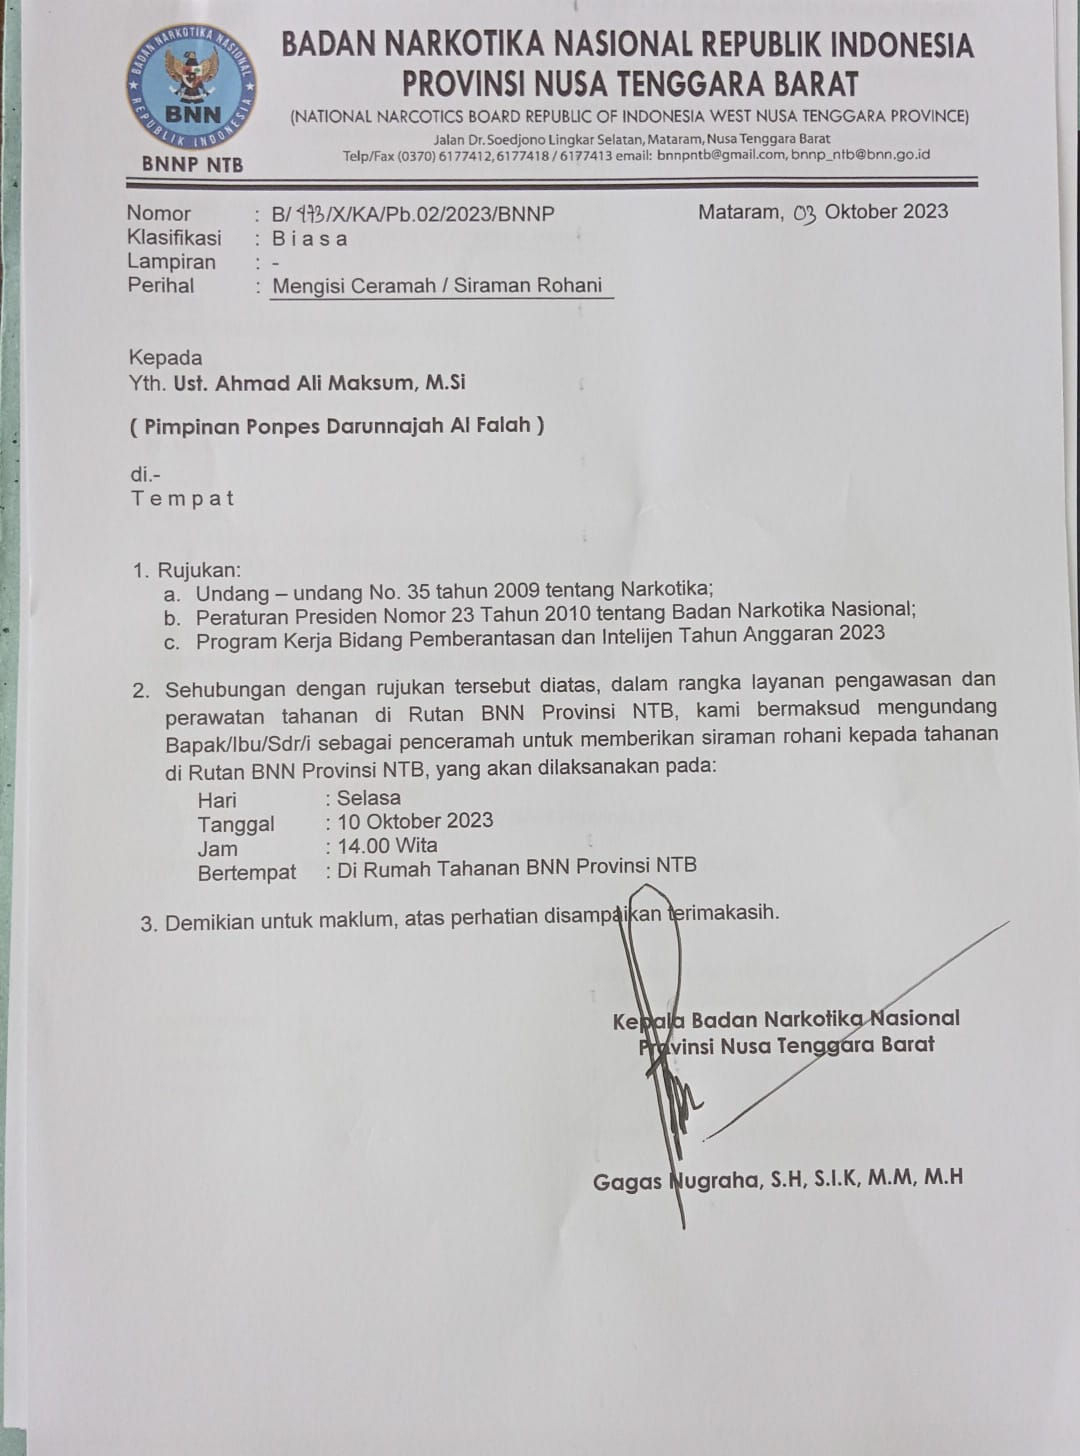 BADAN NARKOTIKA NASIONAL
REPUBLIK INDONESIA
BNN
BNNP NTB
BADAN NARKOTIKA NASIONAL REPUBLIK INDONESIA
PROVINSI NUSA TENGGARA BARAT
(NATIONAL NARCOTICS BOARD REPUBLIC OF INDONESIA WEST NUSA TENGGARA PROVINCE)
Jalan Dr. Soedjono Lingkar Selatan, Mataram, Nusa Tenggara Barat
Telp/Fax (0370) 6177412, 6177418 / 6177413 email: bnnpntb@gmail.com, bnnp_ntb@bnn.go.id
Nomor : B/ 473/X/KA/Pb.02/2023/BNNP Mataram, 03 Oktober 2023
Klasifikasi : B i a s a
Lampiran : -
Perihal : Mengisi Ceramah / Siraman Rohani
Kepada
Yth. Ust. Ahmad Ali Maksum, M.Si
( Pimpinan Ponpes Darunnajah Al Falah )
di.-
T e m p a t
1. Rujukan:
a. Undang – undang No. 35 tahun 2009 tentang Narkotika;
b. Peraturan Presiden Nomor 23 Tahun 2010 tentang Badan Narkotika Nasional;
c. Program Kerja Bidang Pemberantasan dan Intelijen Tahun Anggaran 2023
2. Sehubungan dengan rujukan tersebut diatas, dalam rangka layanan pengawasan dan
perawatan tahanan di Rutan BNN Provinsi NTB, kami bermaksud mengundang
Bapak/Ibu/Sdr/i sebagai penceramah untuk memberikan siraman rohani kepada tahanan
di Rutan BNN Provinsi NTB, yang akan dilaksanakan pada:
Hari : Selasa
Tanggal : 10 Oktober 2023
Jam : 14.00 Wita
Bertempat : Di Rumah Tahanan BNN Provinsi NTB
3. Demikian untuk maklum, atas perhatian disampaikan terimakasih.
Kepala Badan Narkotika Nasional
Provinsi Nusa Tenggara Barat
Gagas Nugraha, S.H, S.I.K, M.M, M.H